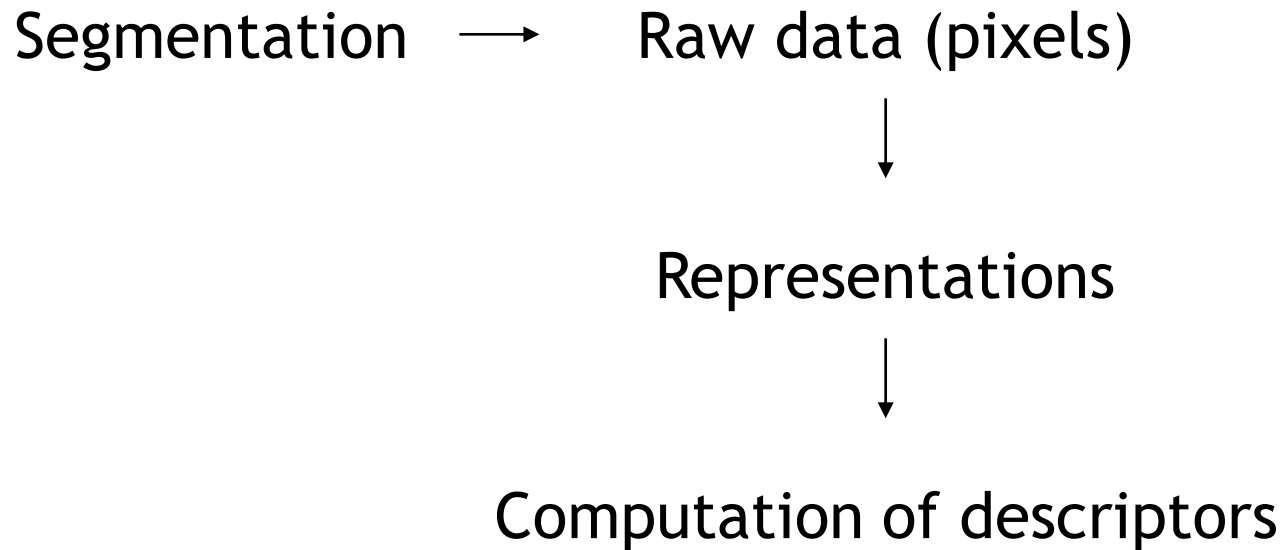 Segmentation
Raw data (pixels)
Representations
Computation of descriptors